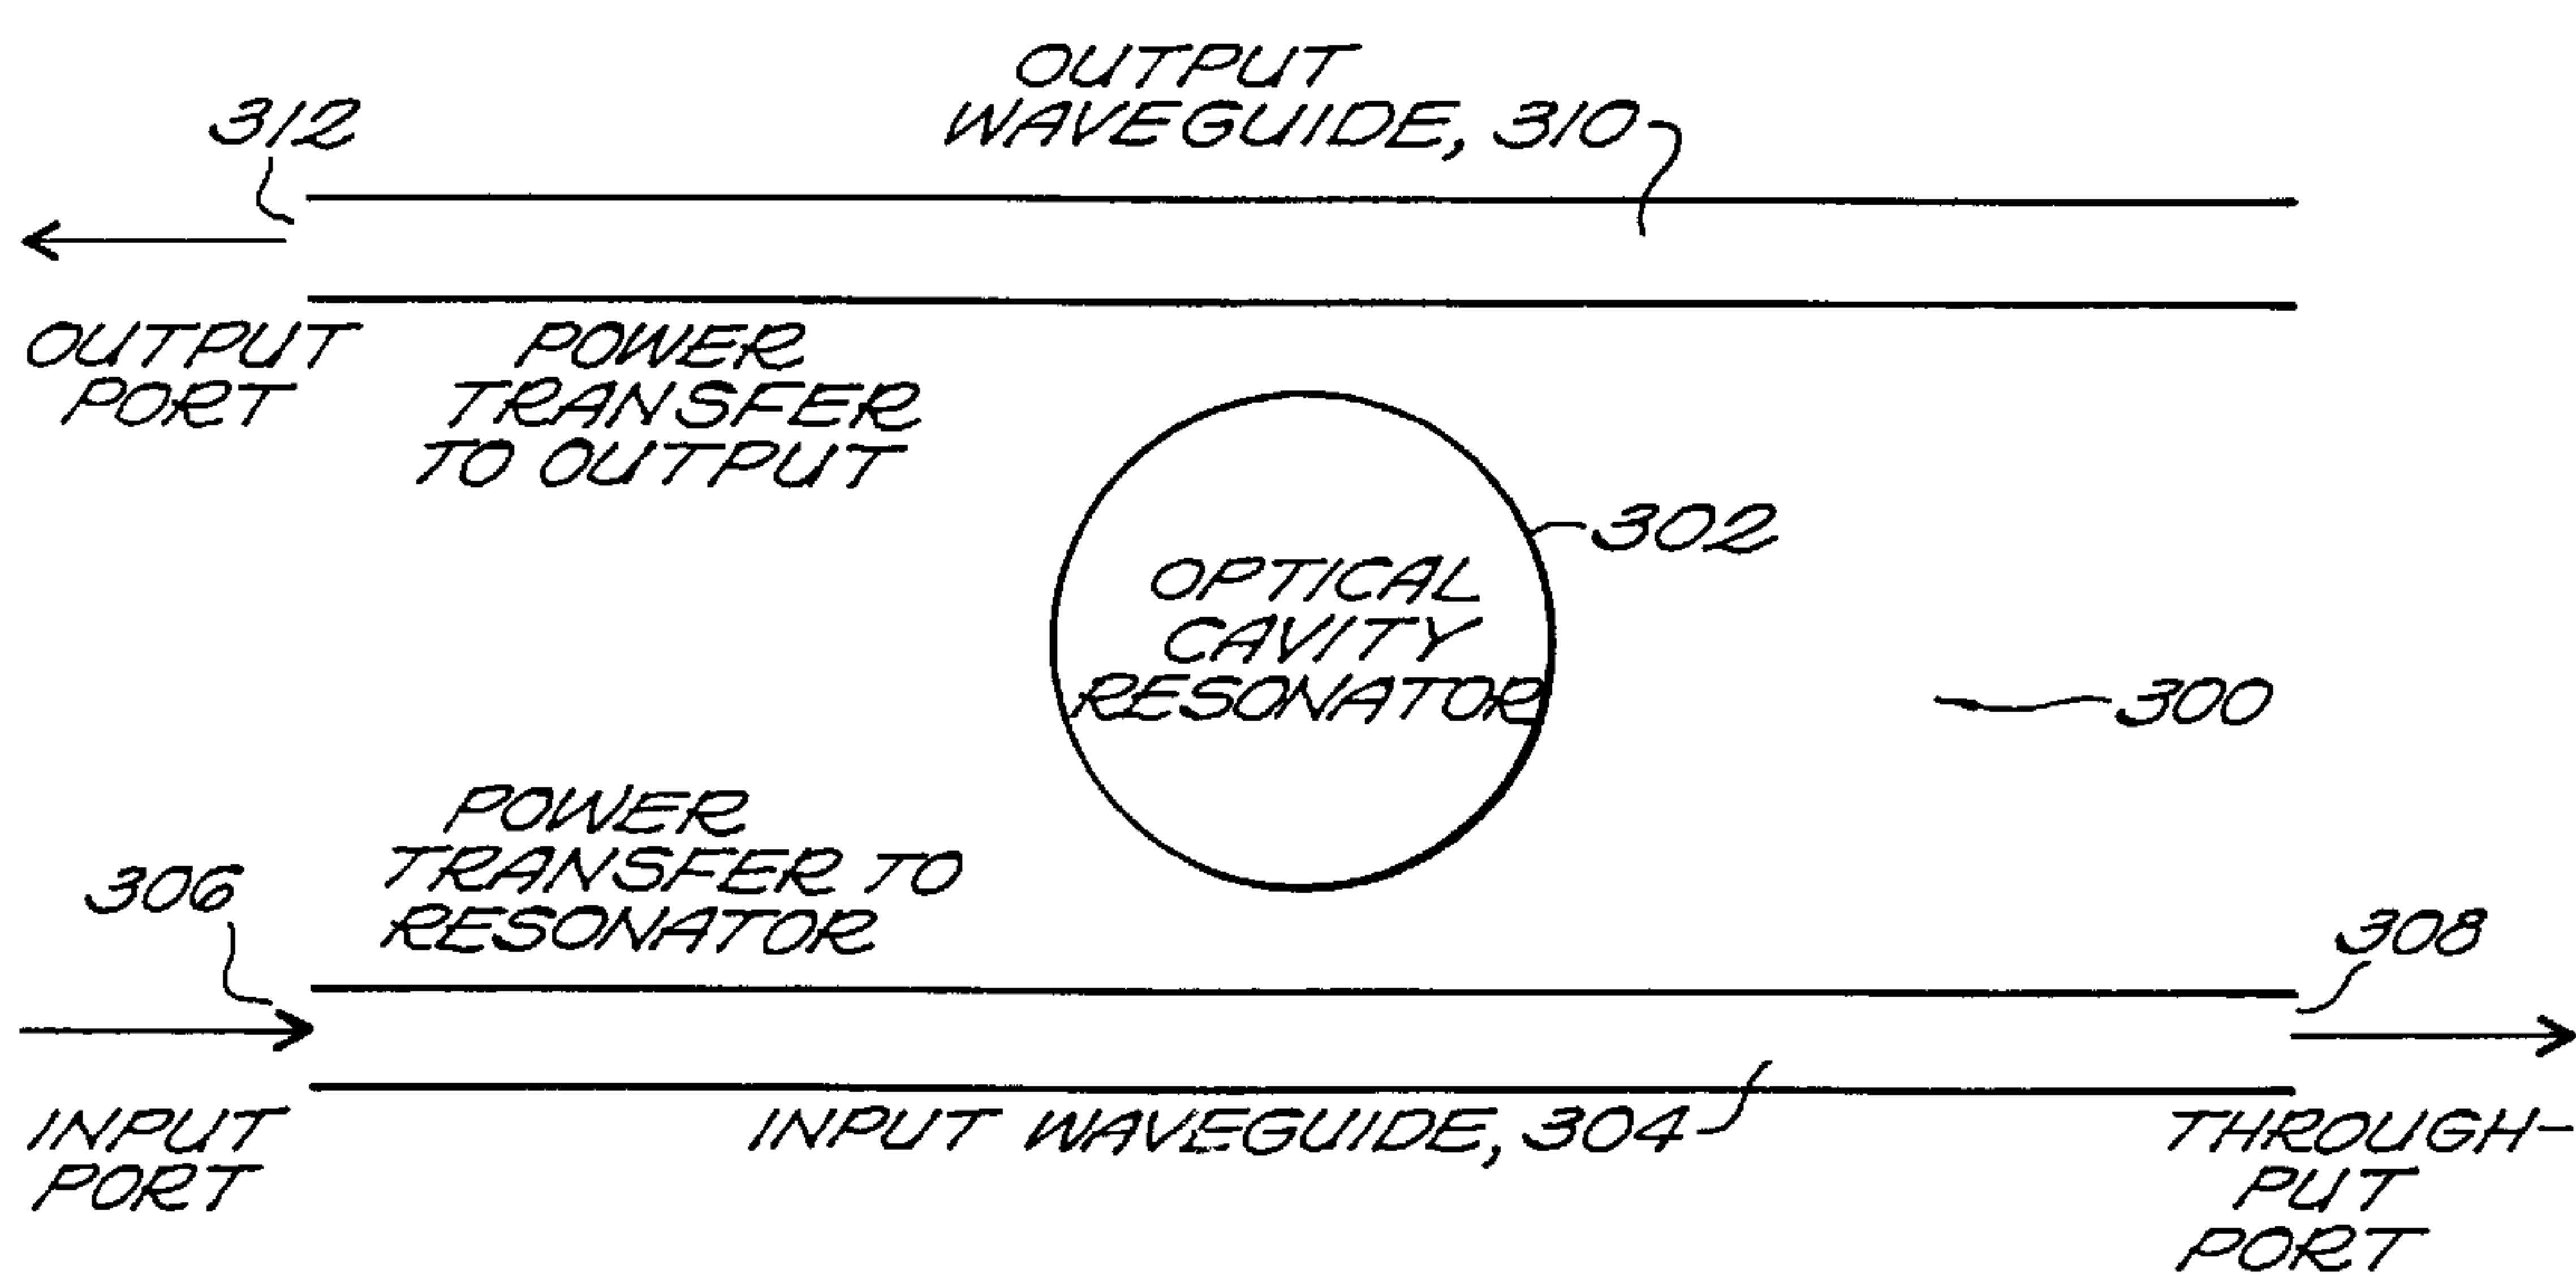 OUTPUT
WAVEGUIDE, 310
312
OUTPUT
PORT
POWER
TRANSFER
TO OUTPUT
302
OPTICAL
CAVITY
RESONATOR
300
POWER
TRANSFER TO
RESONATOR
306
308
INPUT
PORT
INPUT WAVEGUIDE, 304
THROUGH-
PUT
PORT